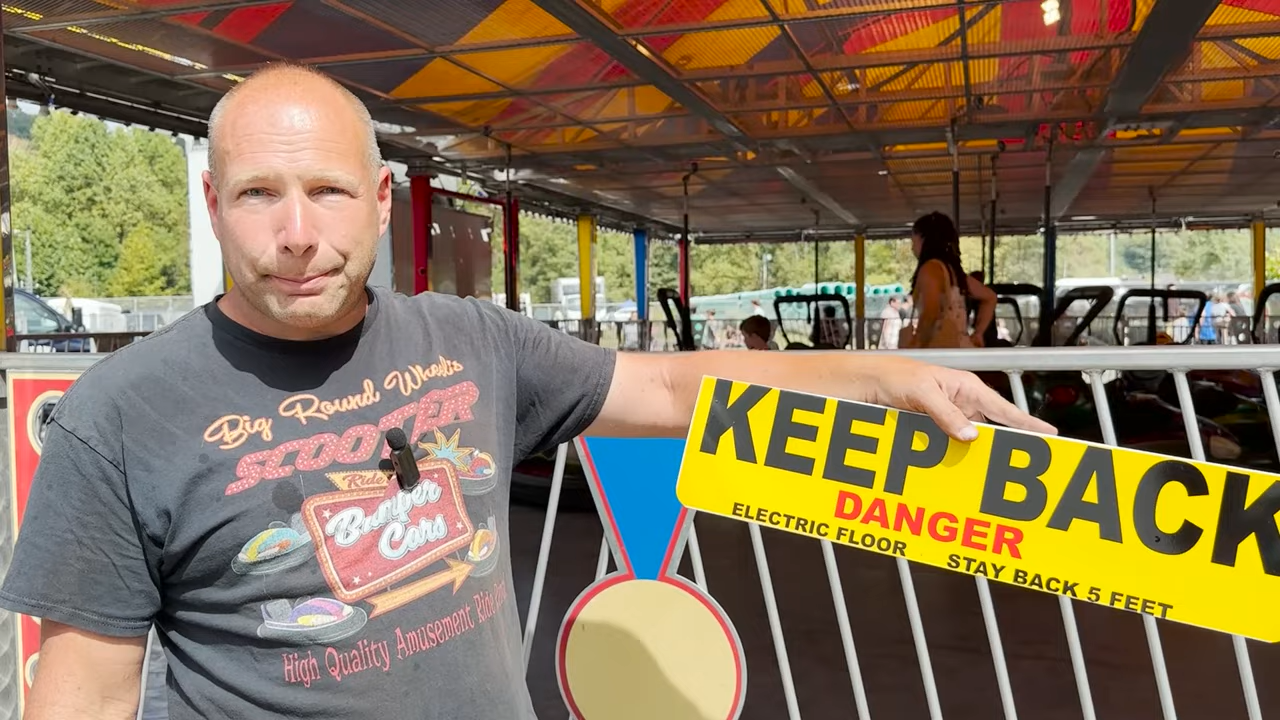 Big Round Wheels
SCOOTER
Ride
Bumper
Cars
High Quality Amusement Ride
KEEP BACK
DANGER
ELECTRIC FLOOR STAY BACK 5 FEET